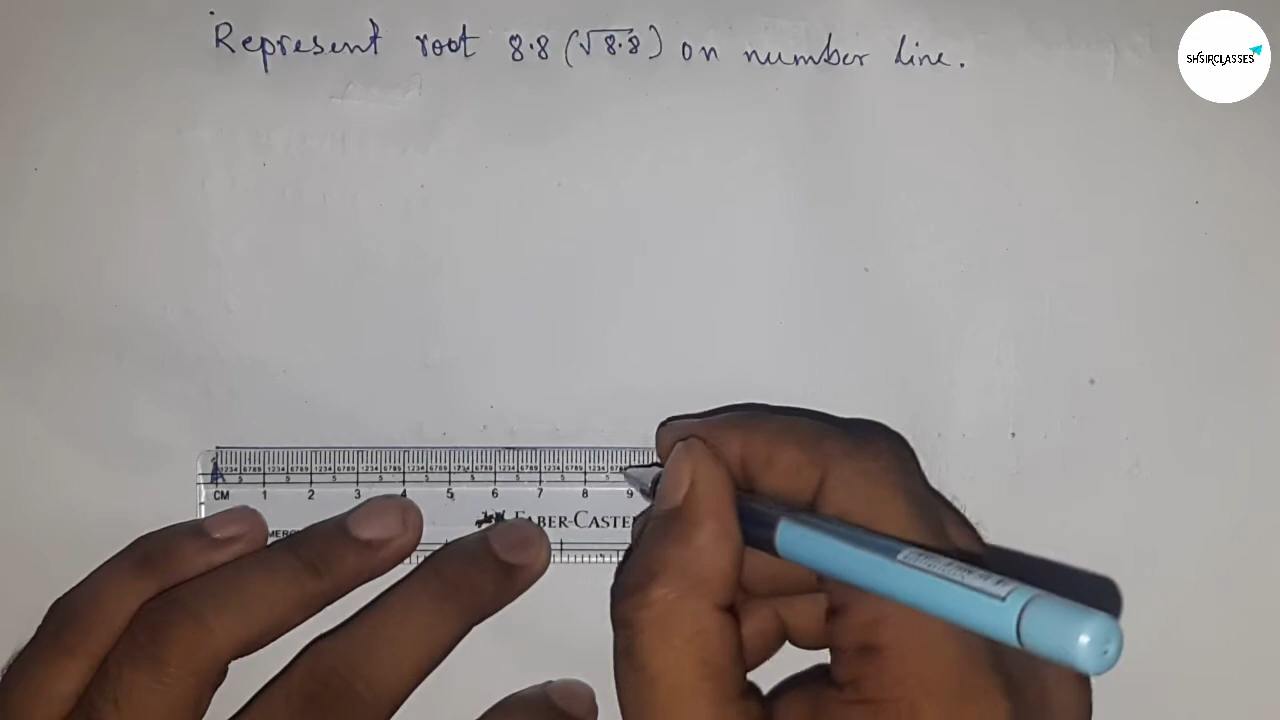 Represent root 8.8 (√8.8) on number line.
SHSIRCLASSES
A
CM 1 2 3 4 5 6 7 8 9
FABER-CASTE